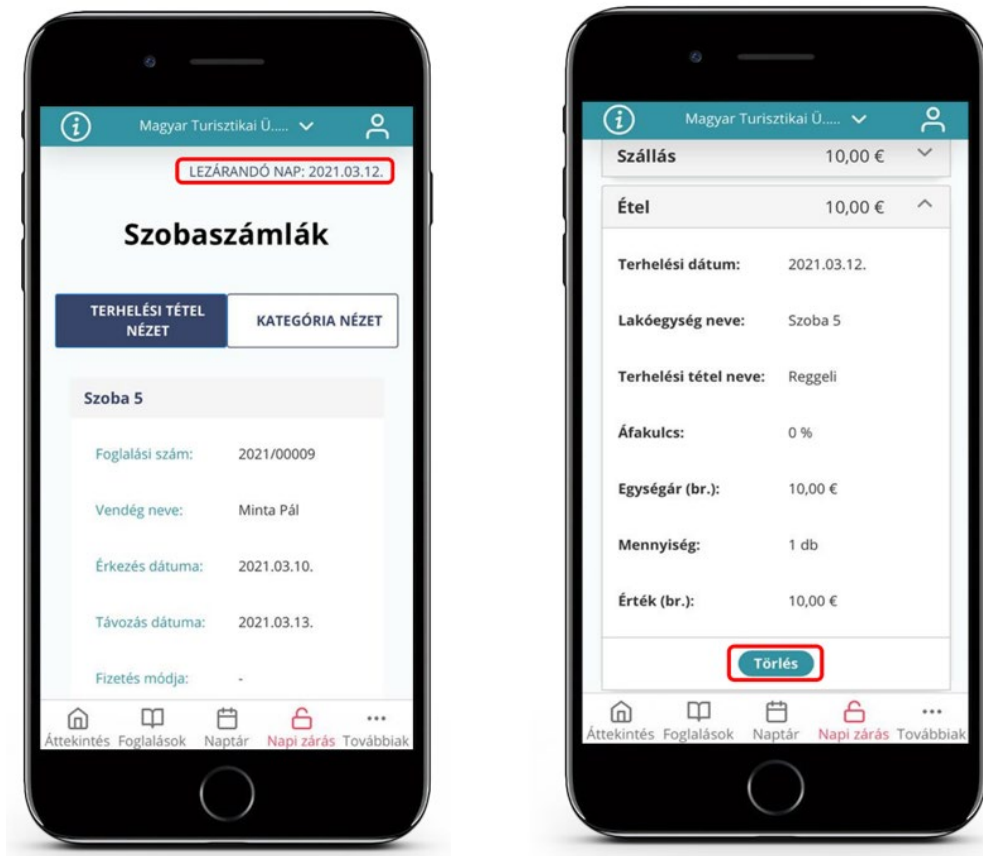 Magyar Turisztikai Ü.....
LEZÁRANDÓ NAP: 2021.03.12.
Szobaszámlák
TERHELÉSI TÉTEL
NÉZET
KATEGÓRIA NÉZET
Szoba 5
Foglalási szám: 2021/00009
Vendég neve: Minta Pál
Érkezés dátuma: 2021.03.10.
Távozás dátuma: 2021.03.13.
Fizetés módja: -
Áttekintés Foglalások Naptár Napi zárás Továbbiak
Magyar Turisztikai Ü.....
Szállás 10,00 €
Étel 10,00 €
Terhelési dátum: 2021.03.12.
Lakóegység neve: Szoba 5
Terhelési tétel neve: Reggeli
Áfakulcs: 0 %
Egységár (br.): 10,00 €
Mennyiség: 1 db
Érték (br.): 10,00 €
Törlés
Áttekintés Foglalások Naptár Napi zárás Továbbiak